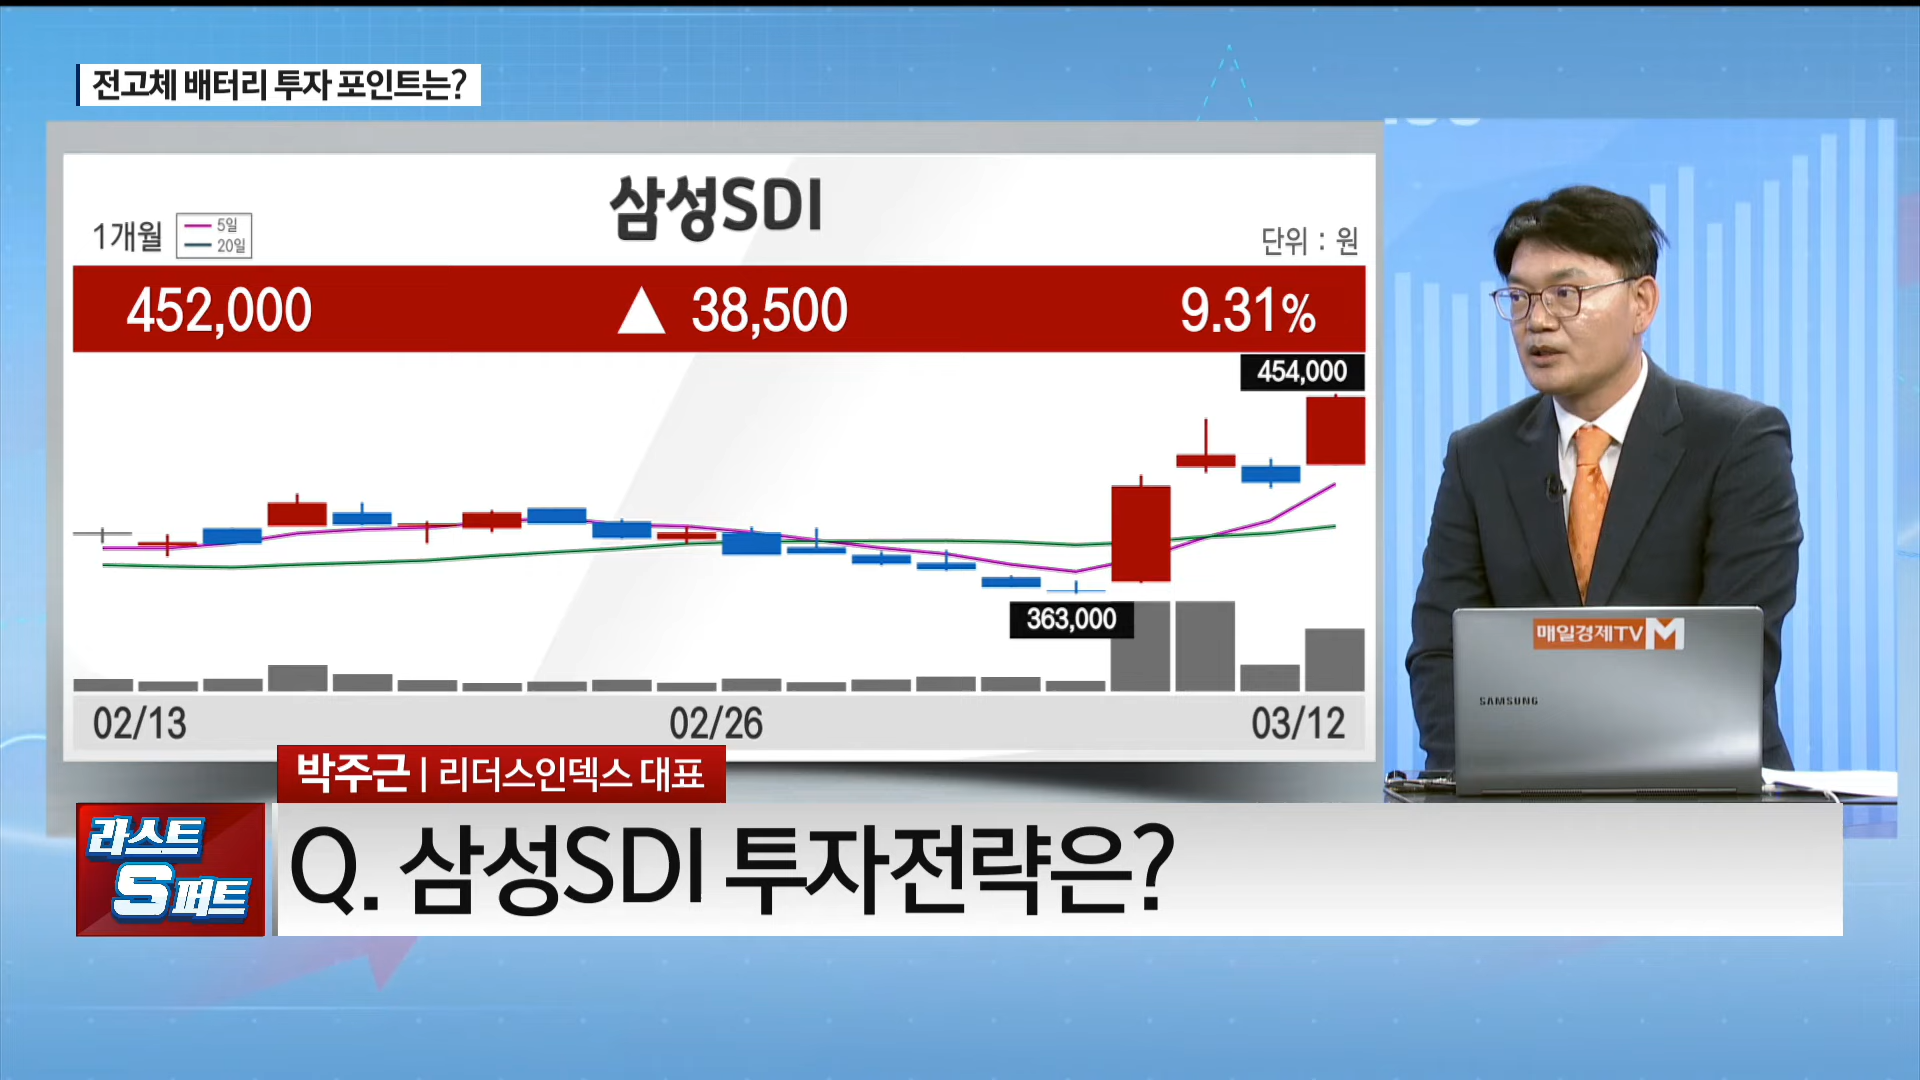 전고체 배터리 투자 포인트는?
삼성SDI
1개월
5일
20일
단위 : 원
452,000 ▲ 38,500 9.31%
454,000
363,000
02/13 02/26 03/12
매일경제TV M
SAMSUNG
박주근 | 리더스인덱스 대표
라스트
S퍼트
Q. 삼성SDI 투자전략은?